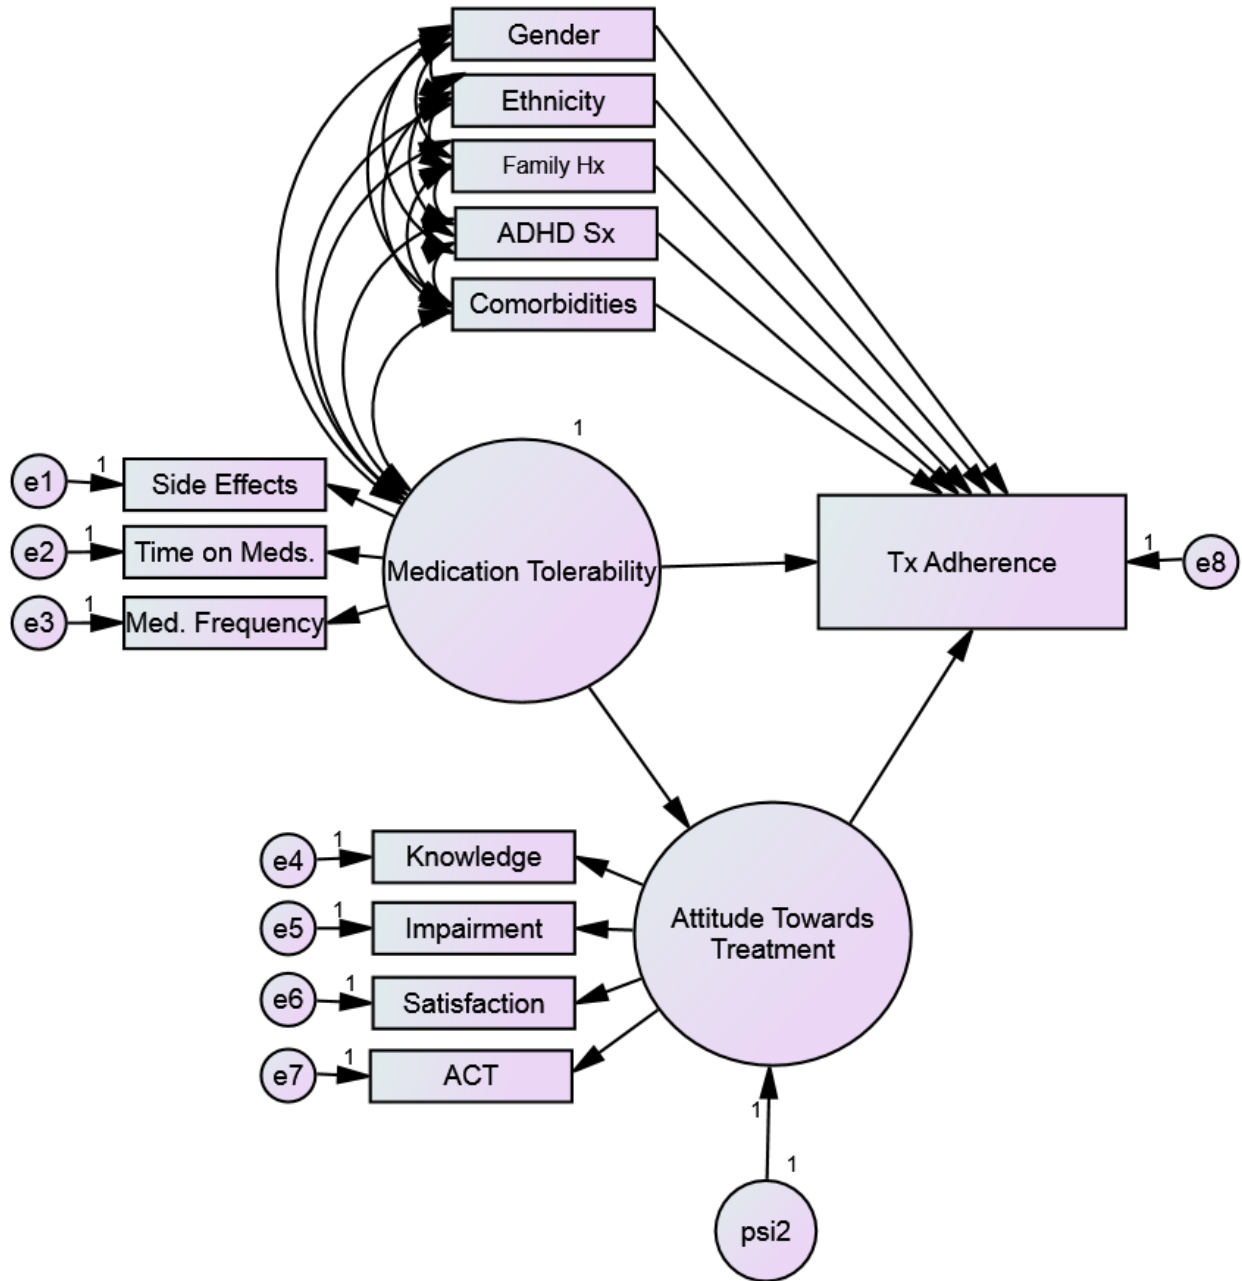 Gender
Ethnicity
Family Hx
ADHD Sx
Comorbidities
1
e1
1
Side Effects
e2
1
Time on Meds.
e3
1
Med. Frequency
Medication Tolerability
Tx Adherence
1
e8
e4
1
Knowledge
e5
1
Impairment
e6
1
Satisfaction
e7
1
ACT
Attitude Towards
Treatment
1
1
psi2